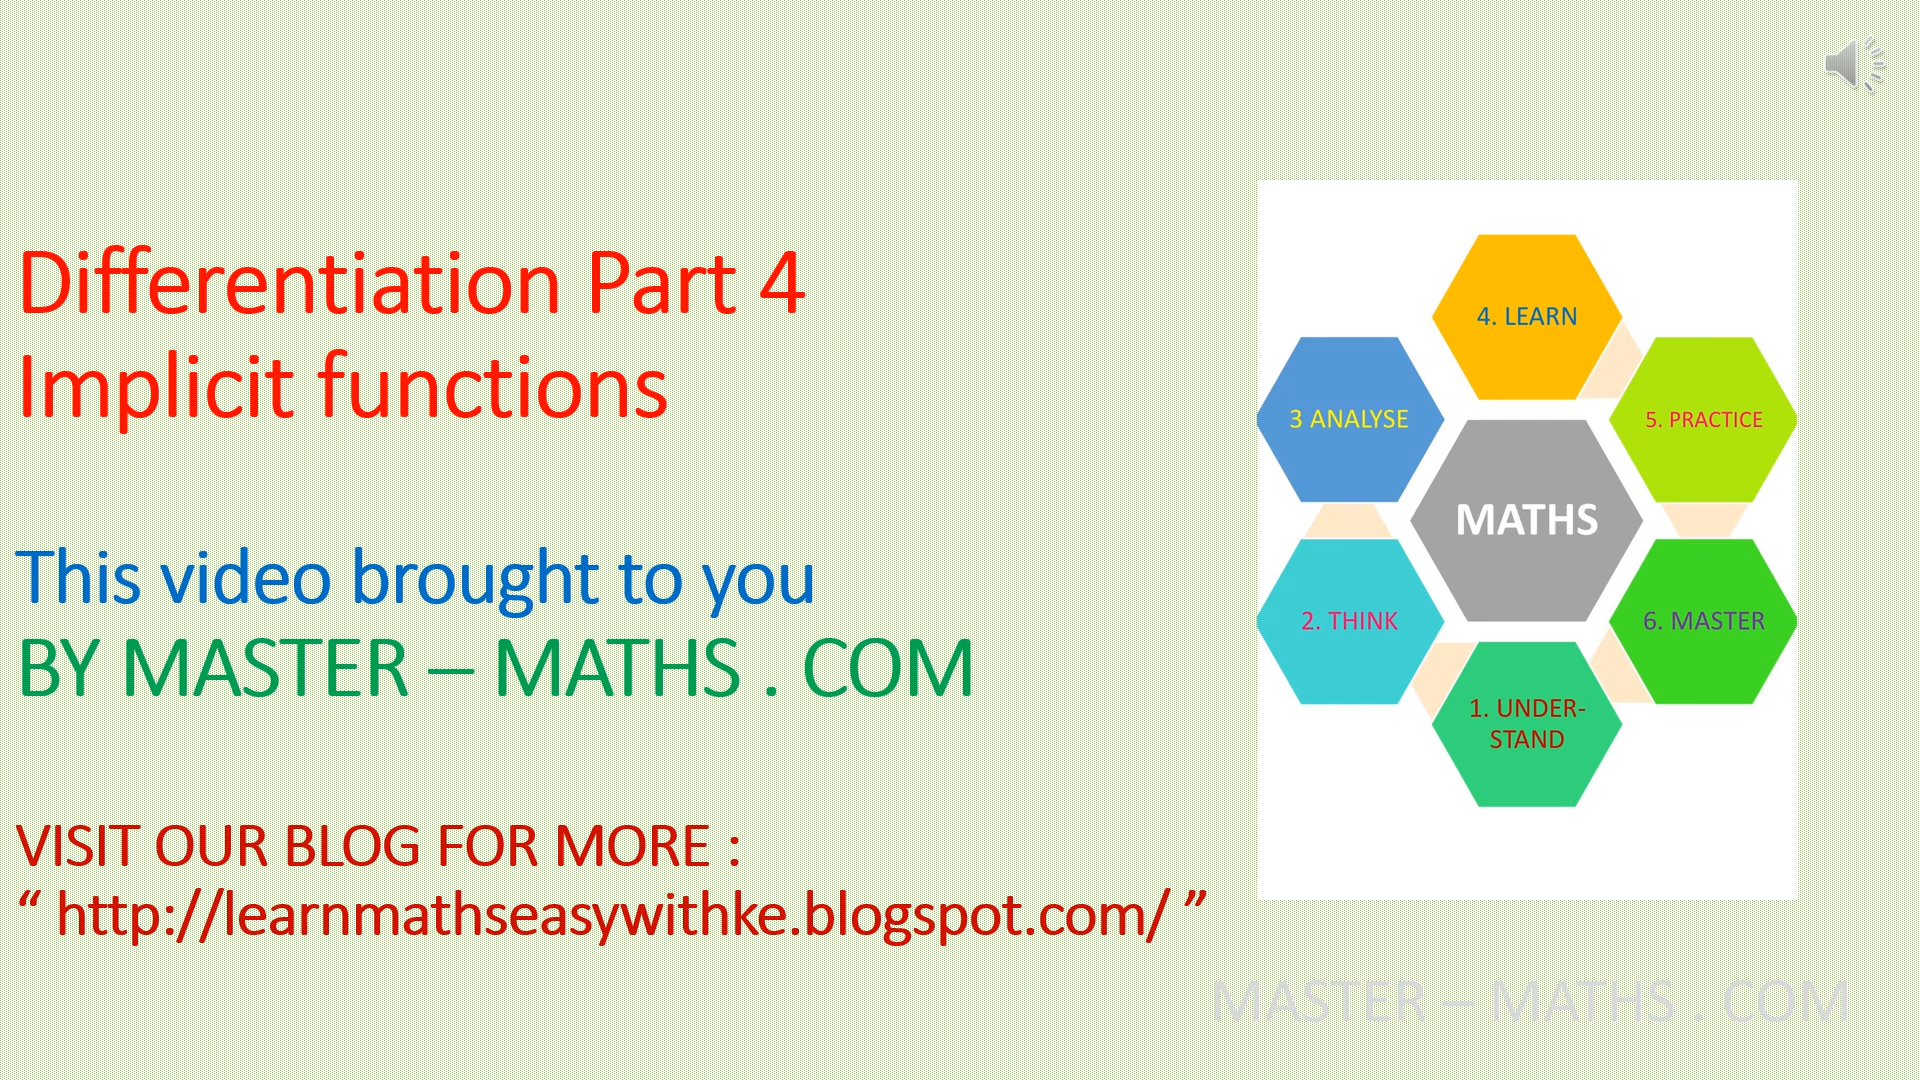 Differentiation Part 4
Implicit functions
This video brought to you
BY MASTER – MATHS . COM
VISIT OUR BLOG FOR MORE :
“ http://learnmathseasywithke.blogspot.com/ ”
4. LEARN
3 ANALYSE
5. PRACTICE
MATHS
2. THINK
6. MASTER
1. UNDER-
STAND
MASTER – MATHS . COM